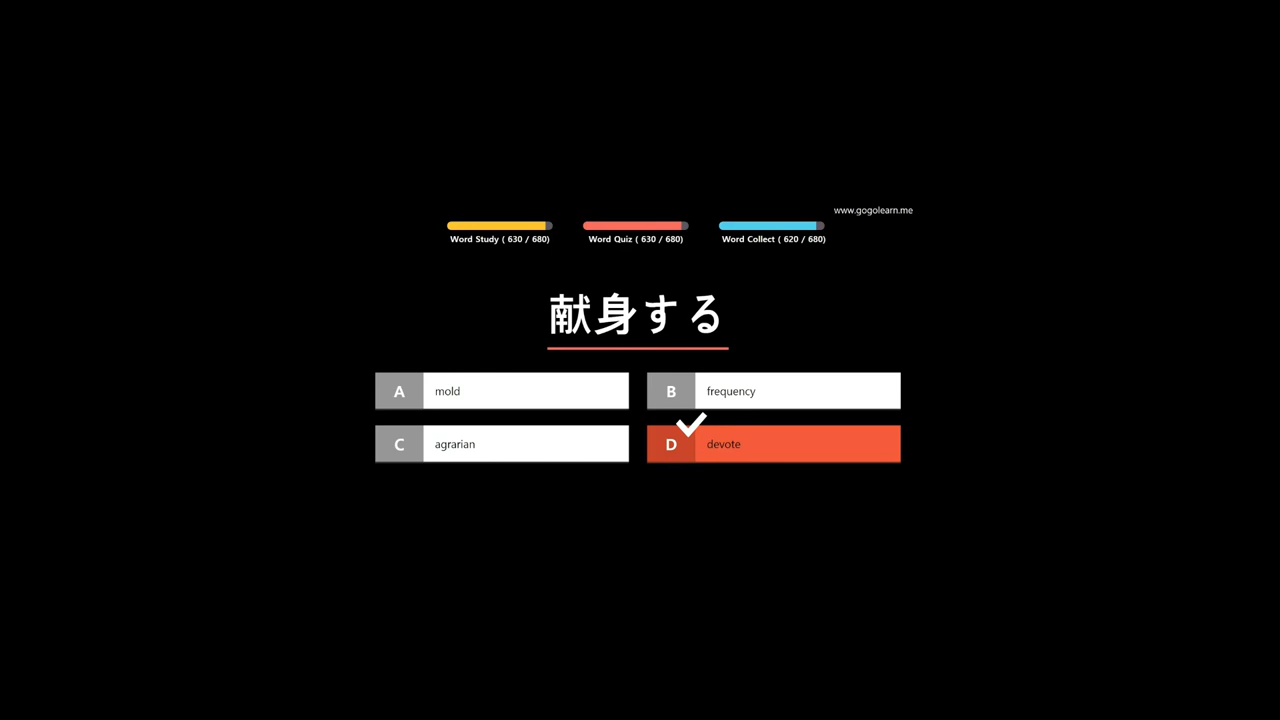 www.gogolearn.me
Word Study ( 630 / 680)
Word Quiz ( 630 / 680)
Word Collect ( 620 / 680)
献身する
A mold
B frequency
C agrarian
D devote